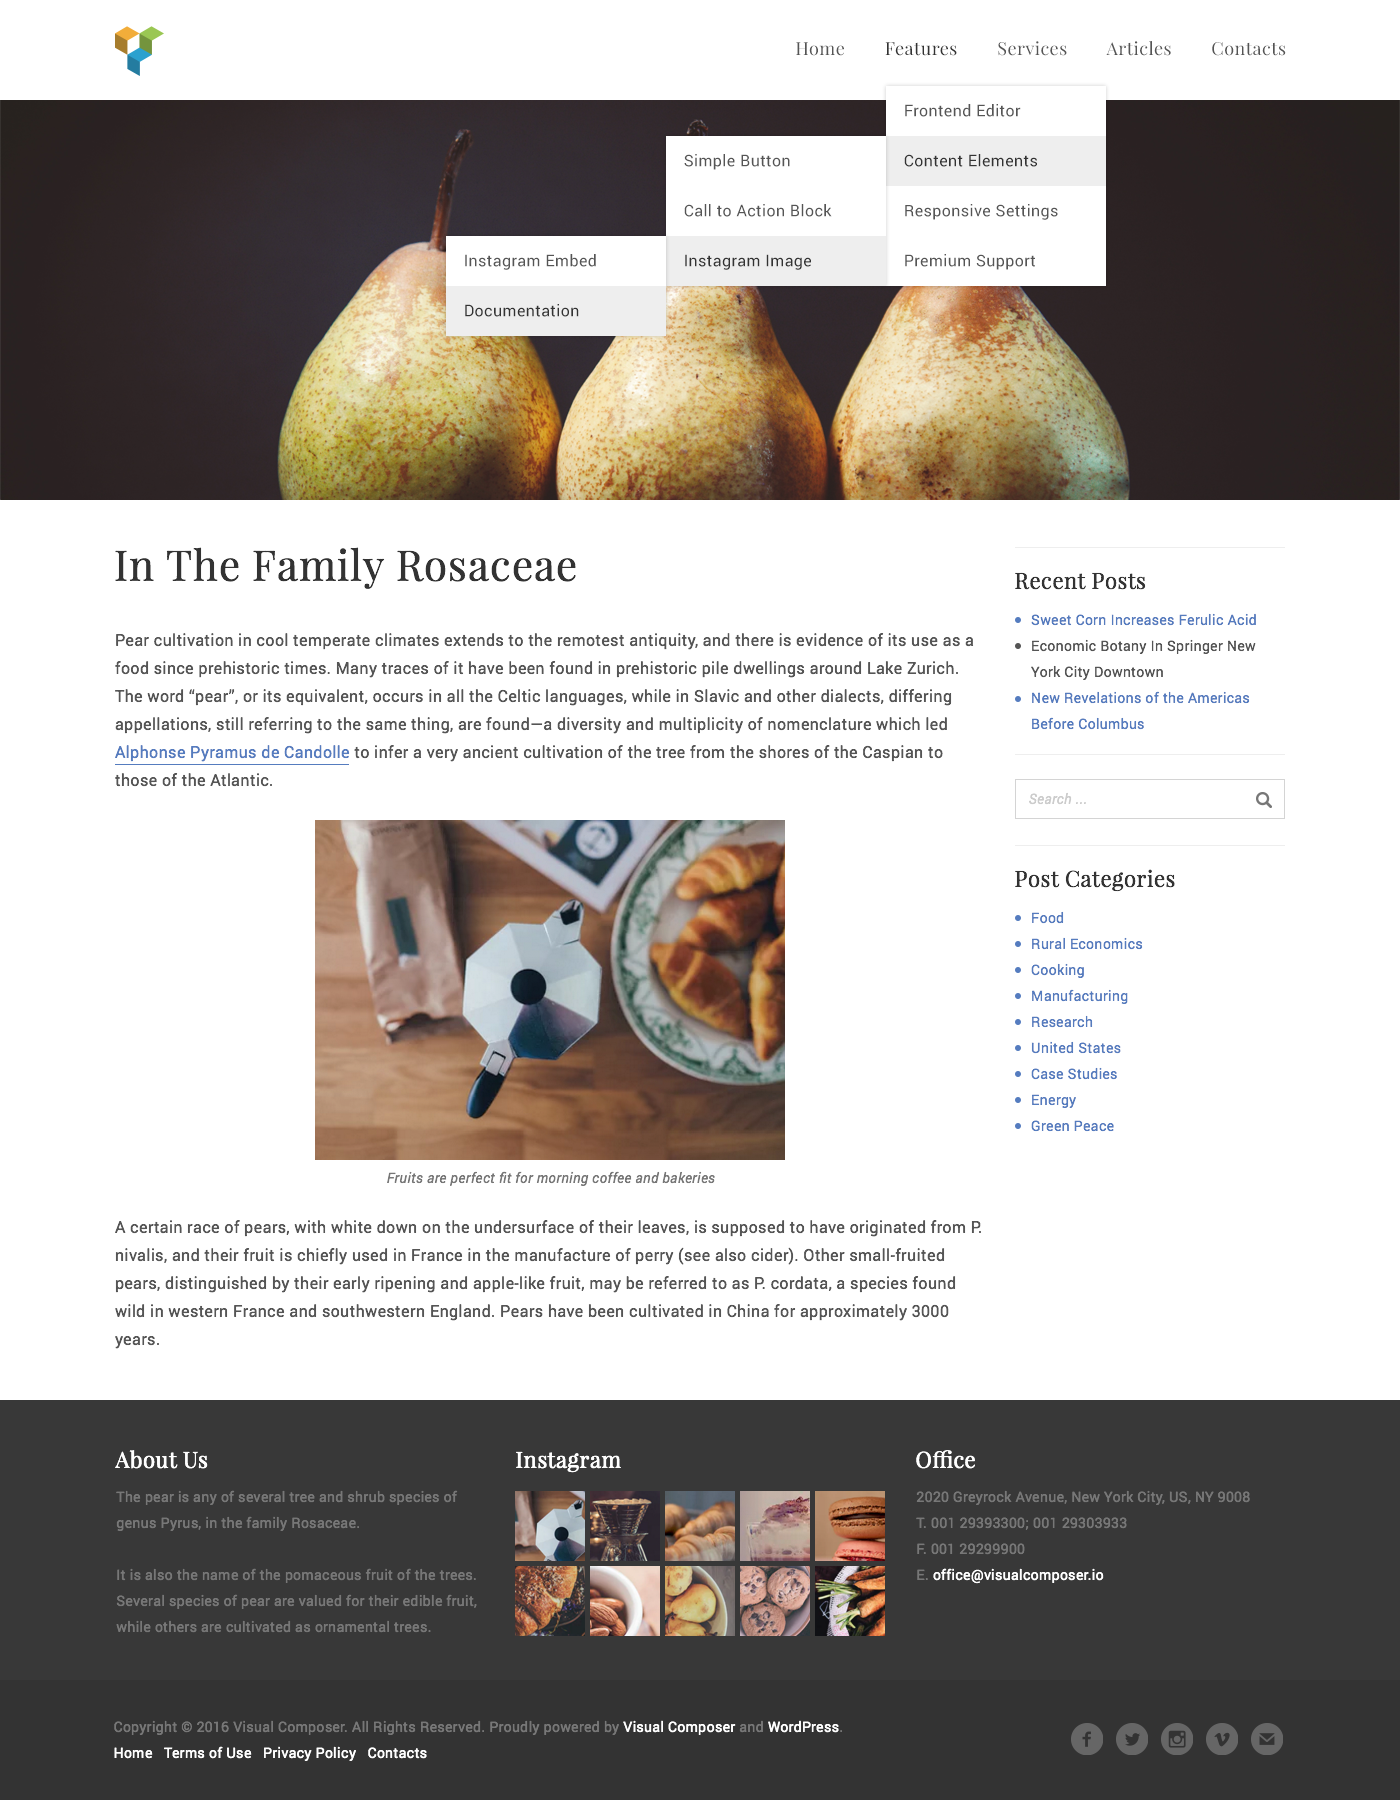 Home Features Services Articles Contacts
Frontend Editor
Content Elements
Responsive Settings
Premium Support
Simple Button
Call to Action Block
Instagram Image
Instagram Embed
Documentation
In The Family Rosaceae
Pear cultivation in cool temperate climates extends to the remotest antiquity, and there is evidence of its use as a
food since prehistoric times. Many traces of it have been found in prehistoric pile dwellings around Lake Zurich.
The word “pear”, or its equivalent, occurs in all the Celtic languages, while in Slavic and other dialects, differing
appellations, still referring to the same thing, are found—a diversity and multiplicity of nomenclature which led
Alphonse Pyramus de Candolle to infer a very ancient cultivation of the tree from the shores of the Caspian to
those of the Atlantic.
Fruits are perfect fit for morning coffee and bakeries
A certain race of pears, with white down on the undersurface of their leaves, is supposed to have originated from P.
nivalis, and their fruit is chiefly used in France in the manufacture of perry (see also cider). Other small-fruited
pears, distinguished by their early ripening and apple-like fruit, may be referred to as P. cordata, a species found
wild in western France and southwestern England. Pears have been cultivated in China for approximately 3000
years.
Recent Posts
Sweet Corn Increases Ferulic Acid
Economic Botany In Springer New
York City Downtown
New Revelations of the Americas
Before Columbus
Search ...
Post Categories
Food
Rural Economics
Cooking
Manufacturing
Research
United States
Case Studies
Energy
Green Peace
About Us
The pear is any of several tree and shrub species of
genus Pyrus, in the family Rosaceae.
It is also the name of the pomaceous fruit of the trees.
Several species of pear are valued for their edible fruit,
while others are cultivated as ornamental trees.
Instagram
Office
2020 Greyrock Avenue, New York City, US, NY 9008
T. 001 29393300; 001 29303933
F. 001 29299900
E. office@visualcomposer.io
Copyright © 2016 Visual Composer. All Rights Reserved. Proudly powered by Visual Composer and WordPress.
Home Terms of Use Privacy Policy Contacts